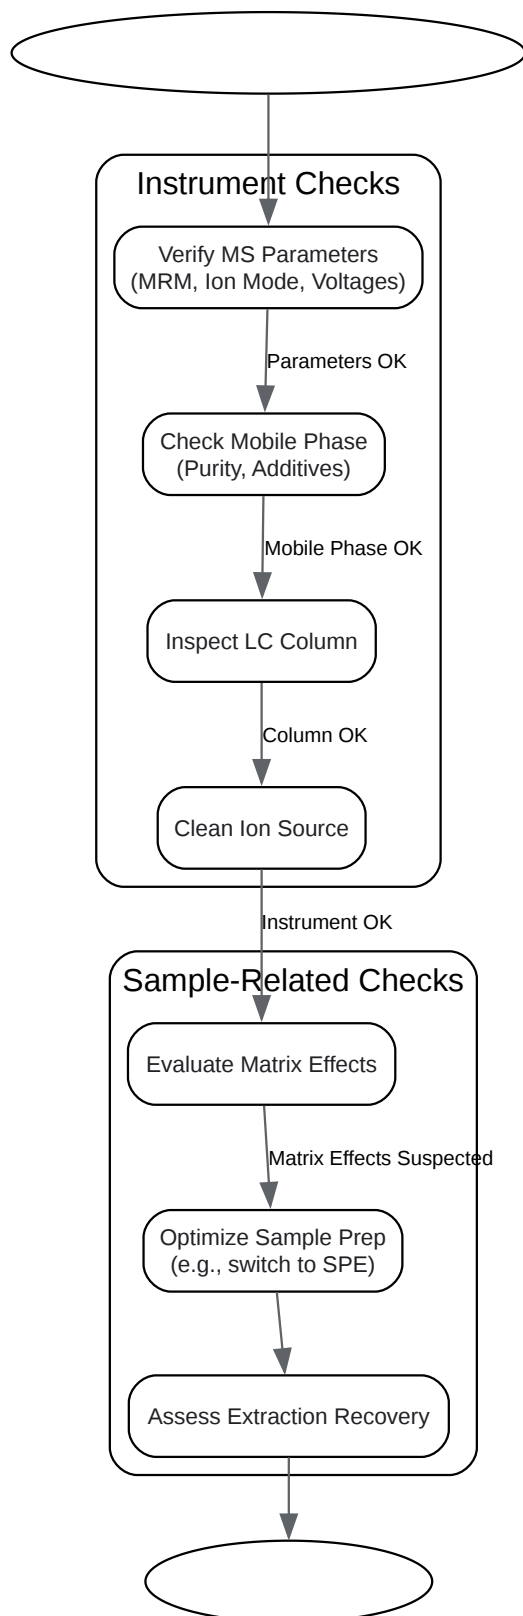 Instrument Checks
Verify MS Parameters
(MRM, Ion Mode, Voltages)
Parameters OK
Check Mobile Phase
(Purity, Additives)
Mobile Phase OK
Inspect LC Column
Column OK
Clean Ion Source
Instrument OK
Sample-Related Checks
Evaluate Matrix Effects
Matrix Effects Suspected
Optimize Sample Prep
(e.g., switch to SPE)
Assess Extraction Recovery